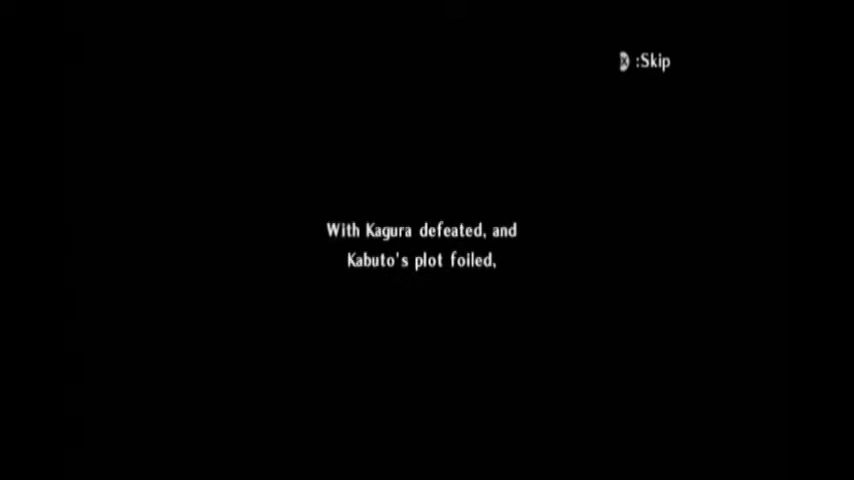 :Skip
With Kagura defeated, and
Kabuto's plot foiled,